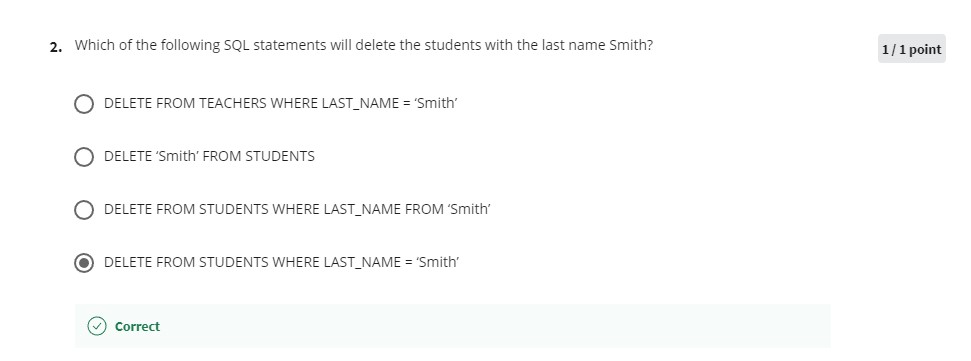 2. Which of the following SQL statements will delete the students with the last name Smith?
1 / 1 point
DELETE FROM TEACHERS WHERE LAST_NAME = ‘Smith’
DELETE ‘Smith’ FROM STUDENTS
DELETE FROM STUDENTS WHERE LAST_NAME FROM ‘Smith’
DELETE FROM STUDENTS WHERE LAST_NAME = ‘Smith’
Correct